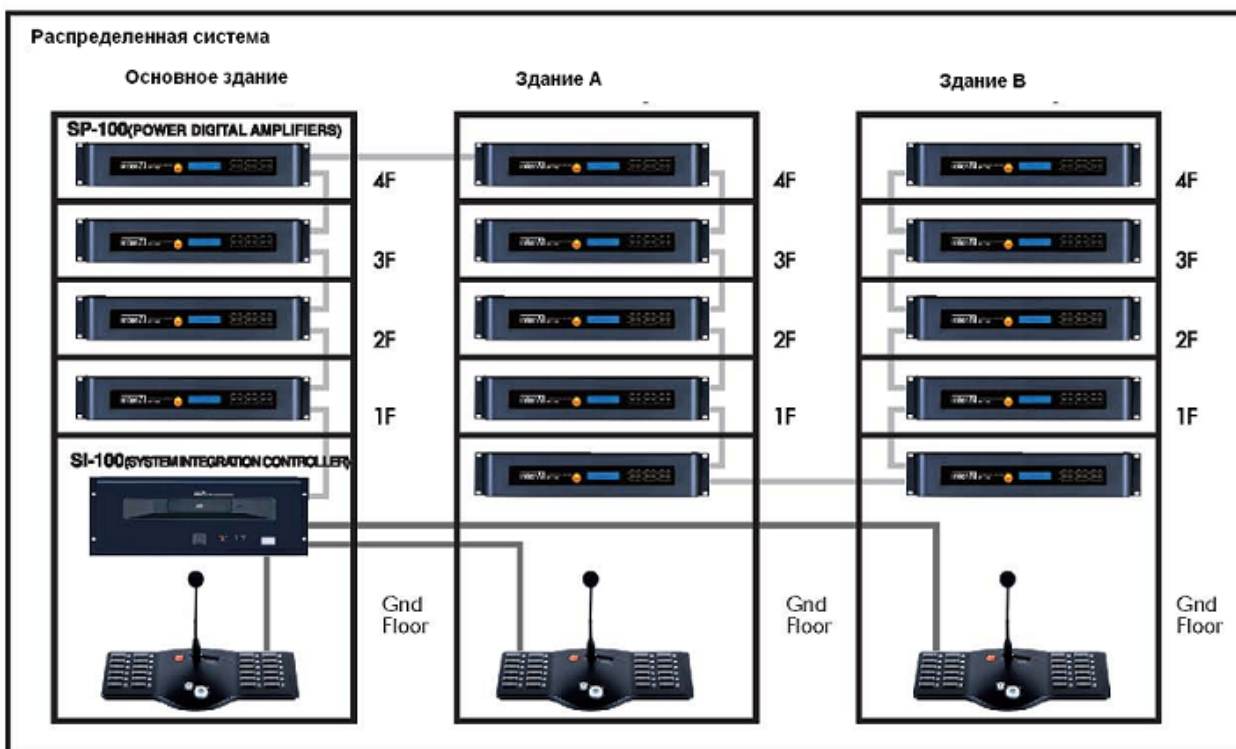 Распределенная система
Основное здание
Здание А
Здание В
SP-100(POWER DIGITAL AMPLIFIERS)
4F
4F
4F
3F
3F
3F
2F
2F
2F
1F
1F
1F
SI-100(SYSTEM INTEGRATION CONTROLLER)
Gnd
Floor
Gnd
Floor
Gnd
Floor